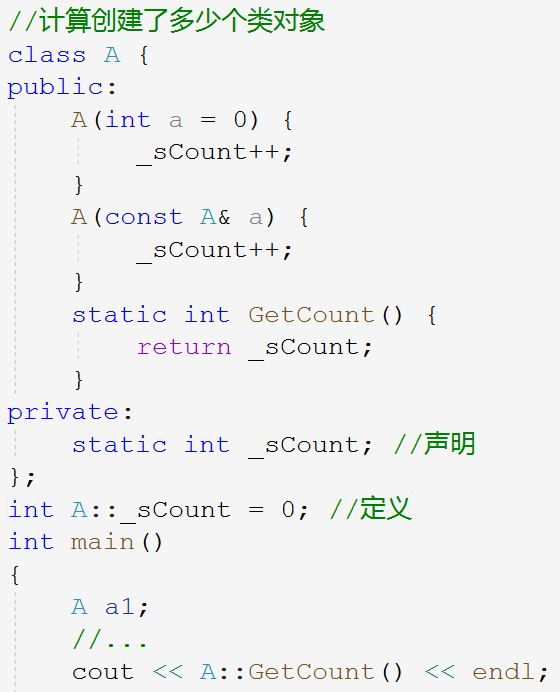 //计算创建了多少个类对象
class A {
public:
    A(int a = 0) {
        _sCount++;
    }
    A(const A& a) {
        _sCount++;
    }
    static int GetCount() {
        return _sCount;
    }
private:
    static int _sCount; //声明
};
int A::_sCount = 0; //定义
int main()
{
    A a1;
    //...
    cout << A::GetCount() << endl;